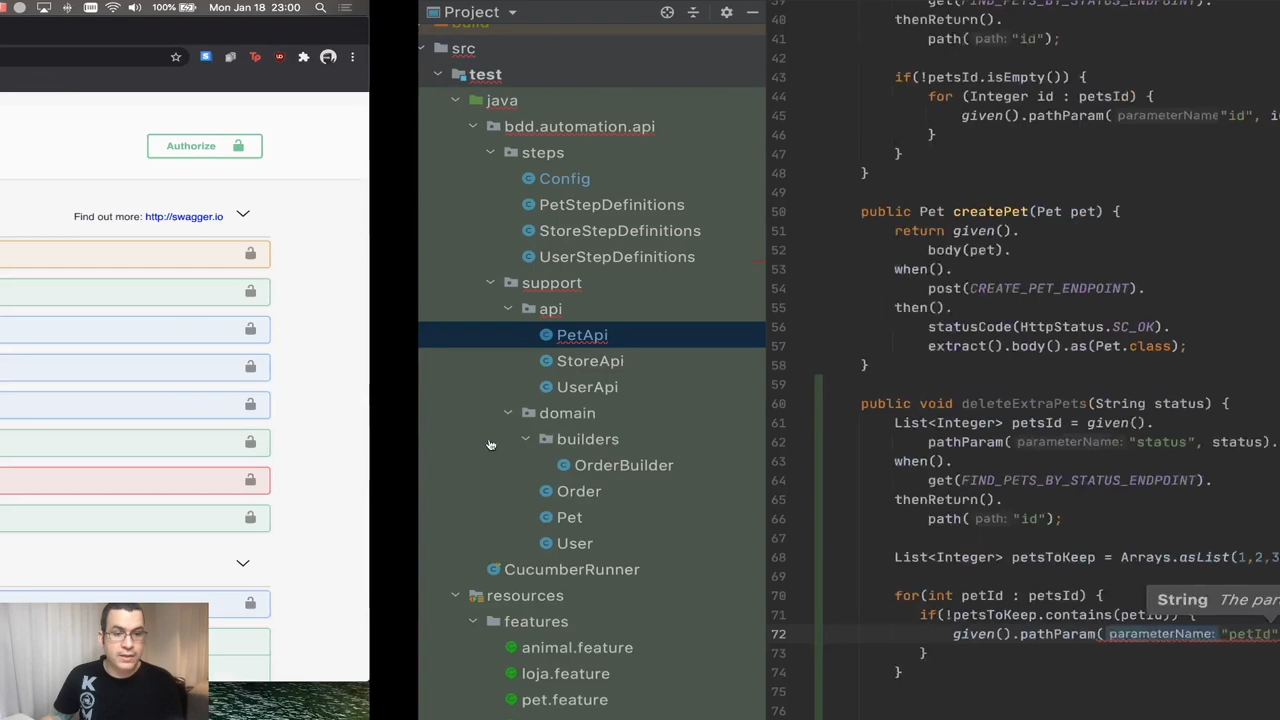 100%
Mon Jan 18 23:00
Tp
Authorize
Find out more: http://swagger.io
Project
src
test
java
bdd.automation.api
steps
Config
PetStepDefinitions
StoreStepDefinitions
UserStepDefinitions
support
api
PetApi
StoreApi
UserApi
domain
builders
OrderBuilder
Order
Pet
User
CucumberRunner
resources
features
animal.feature
loja.feature
pet.feature
get(FIND_PETS_BY_STATUS_ENDPOINT).
40 thenReturn().
41 path( path: "id");
42
43 if(!petsId.isEmpty()) {
44 for (Integer id : petsId) {
45 given().pathParam( parameterName: "id",
46 }
47 }
48 }
49
50 public Pet createPet(Pet pet) {
51 return given().
52 body(pet).
53 when().
54 post(CREATE_PET_ENDPOINT).
55 then().
56 statusCode(HttpStatus.SC_OK).
57 extract().body().as(Pet.class);
58 }
59
60 public void deleteExtraPets(String status) {
61 List<Integer> petsId = given().
62 pathParam( parameterName: "status", status).
63 when().
64 get(FIND_PETS_BY_STATUS_ENDPOINT).
65 thenReturn().
66 path( path: "id");
67
68 List<Integer> petsToKeep = Arrays.asList(1,2,3
69
70 for(int petId : petsId) {
String The par
71 if(!petsToKeep.contains(petId)) {
72 given().pathParam( parameterName: "petId"
73 }
74 }
75
76